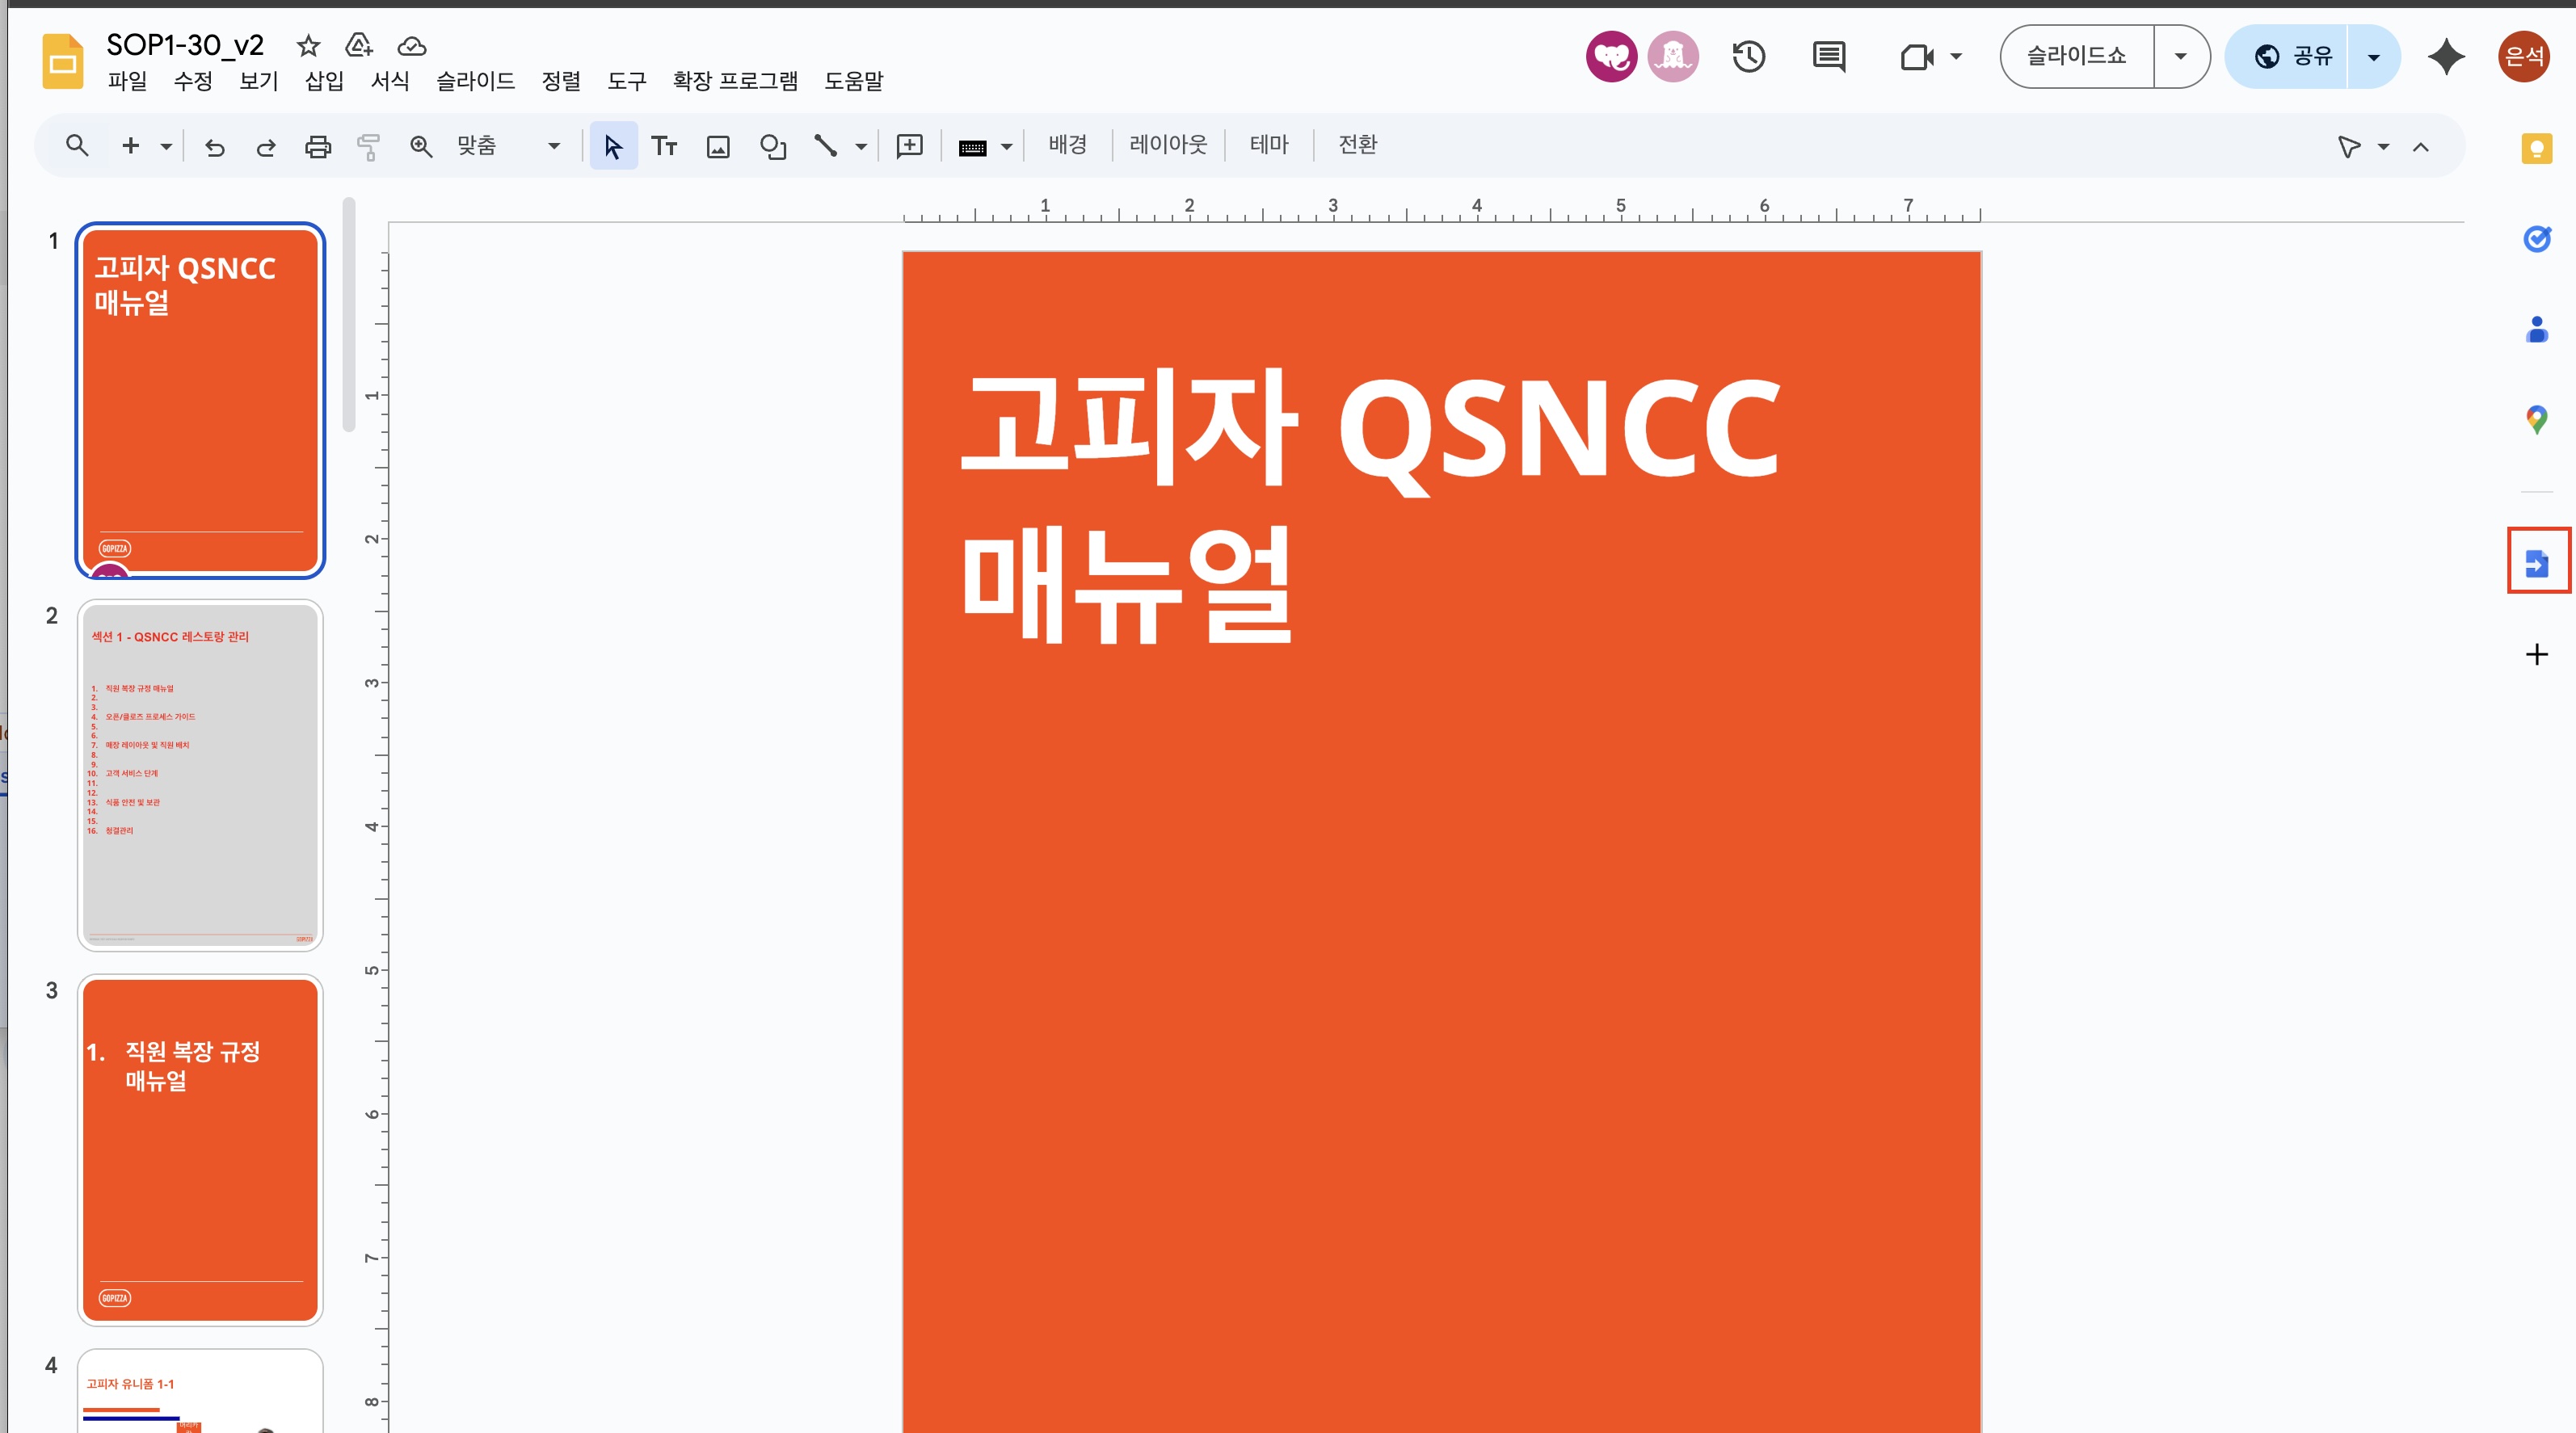 SOP1-30_v2
파일 수정 보기 삽입 서식 슬라이드 정렬 도구 확장 프로그램 도움말
슬라이드쇼
공유
은석
맞춤
배경
레이아웃
테마
전환
1 2 3 4 5 6 7
1
고피자 QSNCC
매뉴얼
GOPIZZA
2
섹션 1 - QSNCC 레스토랑 관리
1. 직원 복장 규정 매뉴얼
2.
3.
4. 오픈/클로즈 프로세스 가이드
5.
6.
7. 매장 레이아웃 및 직원 배치
8.
9.
10. 고객 서비스 단계
11.
12.
13. 식품 안전 및 보관
14.
15.
16. 청결관리
GOPIZZA
3
1. 직원 복장 규정
매뉴얼
GOPIZZA
4
고피자 유니폼 1-1
1
2
3
4
5
6
7
8
고피자 QSNCC
매뉴얼